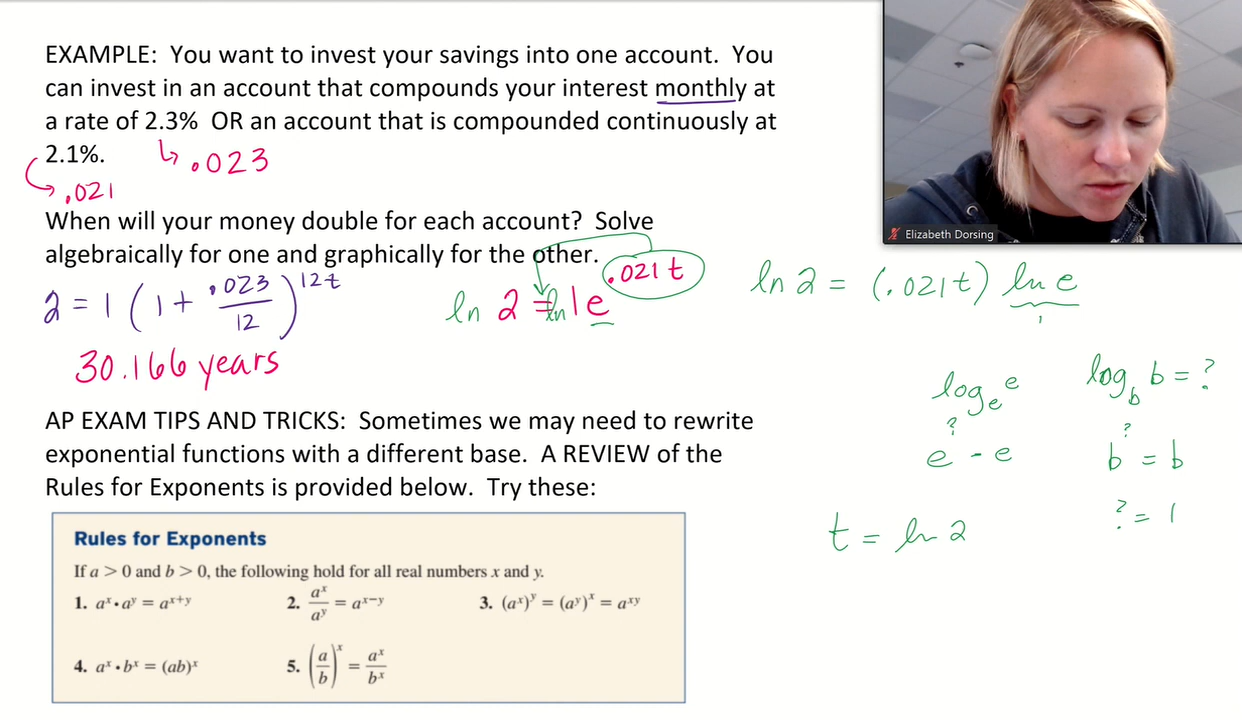 EXAMPLE: You want to invest your savings into one account. You
can invest in an account that compounds your interest monthly at
a rate of 2.3% OR an account that is compounded continuously at
2.1%.
↳ .023
↳ .021
When will your money double for each account? Solve
algebraically for one and graphically for the other.
2 = 1 ( 1 + .023/12 )^12t
30.166 years
ln 2 = ln 1e^.021t
ln 2 = (.021t) ln e
1
log_e e
?
e - e
log_b b = ?
?
b = b
? = 1
t = ln 2
Elizabeth Dorsing
AP EXAM TIPS AND TRICKS: Sometimes we may need to rewrite
exponential functions with a different base. A REVIEW of the
Rules for Exponents is provided below. Try these:
Rules for Exponents
If a > 0 and b > 0, the following hold for all real numbers x and y.
1. a^x • a^y = a^x+y
2. a^x/a^y = a^x−y
3. (a^x)^y = (a^y)^x = a^xy
4. a^x • b^x = (ab)^x
5. (a/b)^x = a^x/b^x